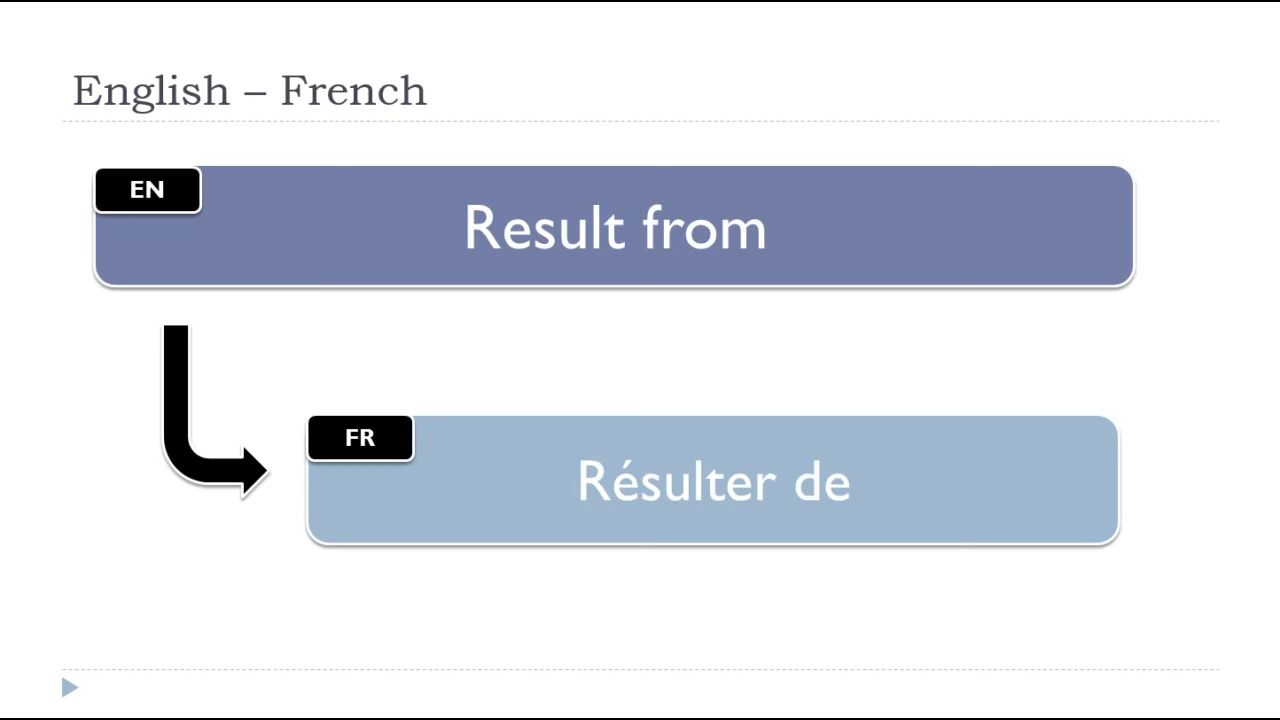 English – French
EN
Result from
FR
Résulter de